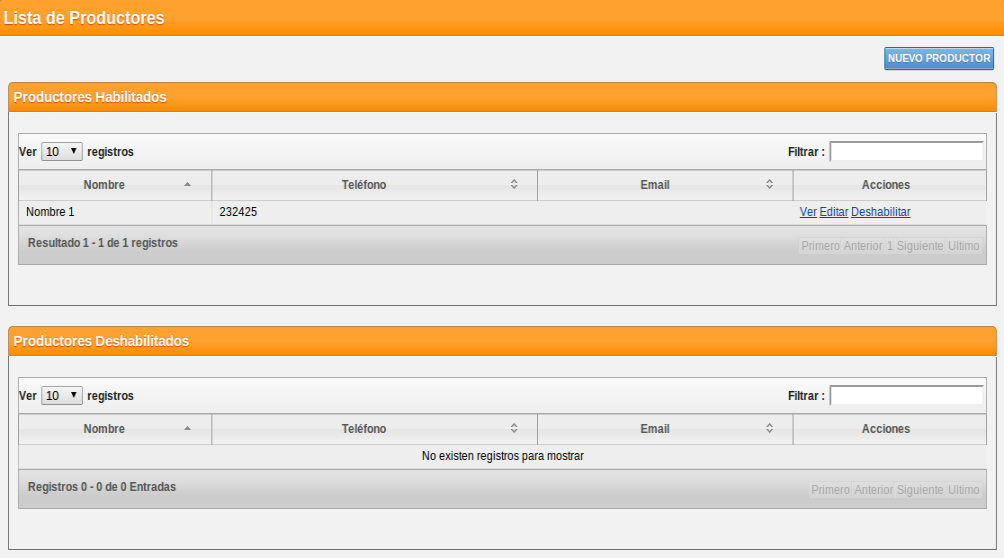 Lista de Productores
NUEVO PRODUCTOR
Productores Habilitados
Ver 10 registros Filtrar :
Nombre Teléfono Email Acciones
Nombre 1 232425 Ver Editar Deshabilitar
Resultado 1 - 1 de 1 registros Primero Anterior 1 Siguiente Ultimo
Productores Deshabilitados
Ver 10 registros Filtrar :
Nombre Teléfono Email Acciones
No existen registros para mostrar
Registros 0 - 0 de 0 Entradas Primero Anterior Siguiente Ultimo